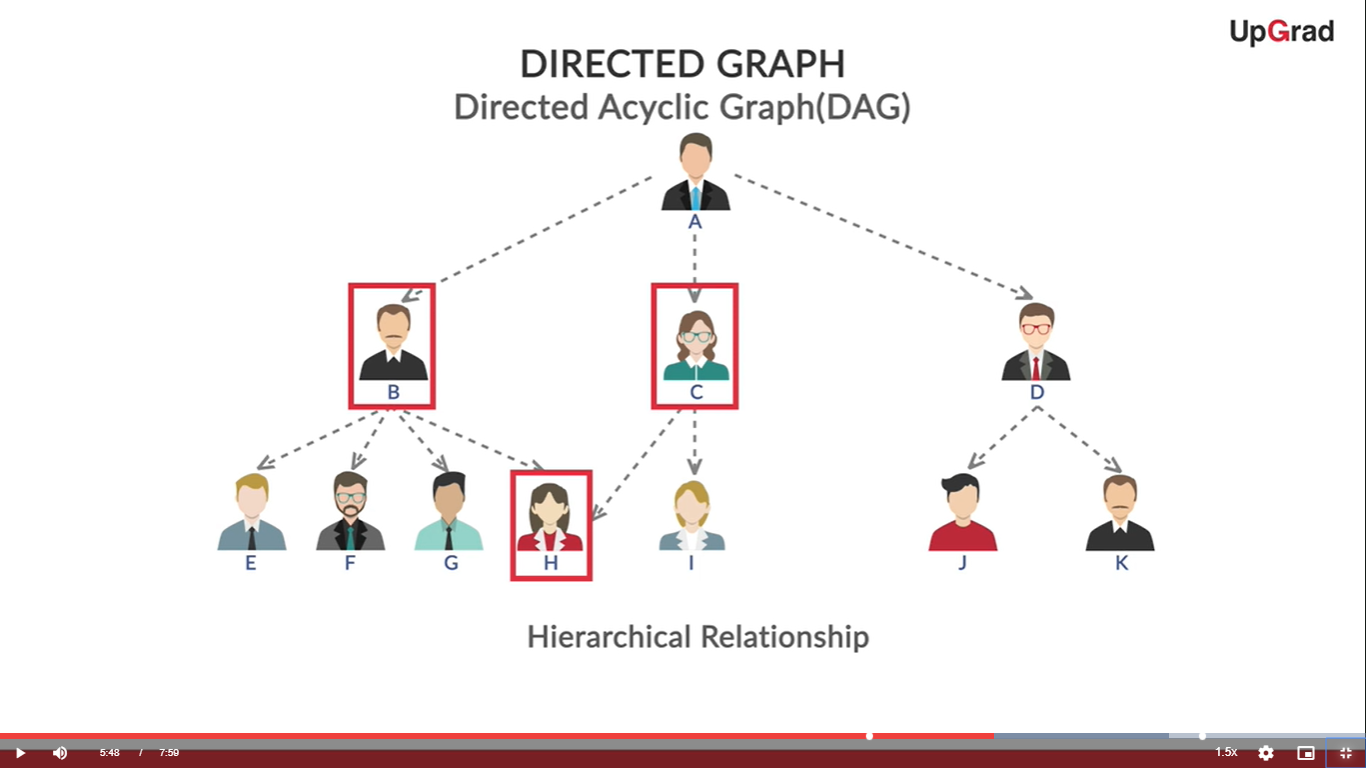 UpGrad
DIRECTED GRAPH
Directed Acyclic Graph(DAG)
A
B C D
E F G H I J K
Hierarchical Relationship
5:48 / 7:59 1.5x